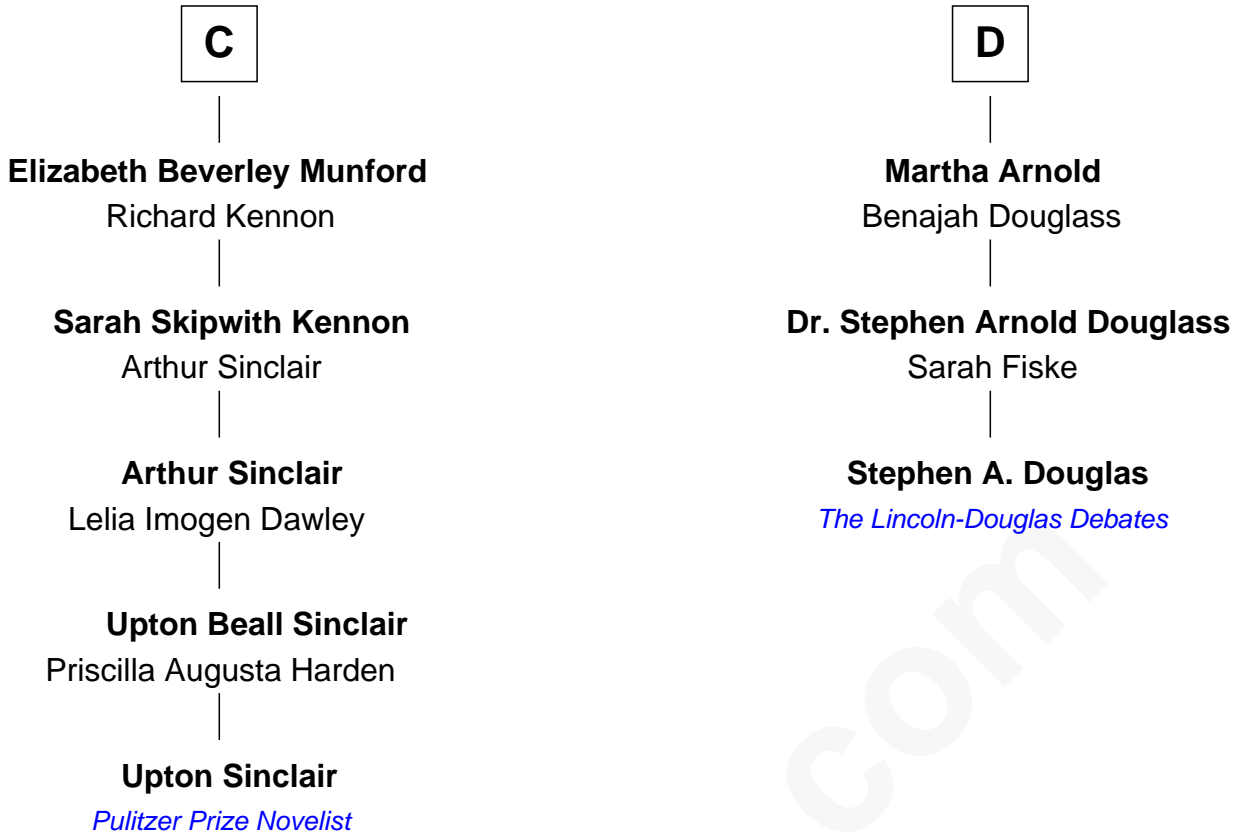 C
Elizabeth Beverley Munford
Richard Kennon
Sarah Skipwith Kennon
Arthur Sinclair
Arthur Sinclair
Lelia Imogen Dawley
Upton Beall Sinclair
Priscilla Augusta Harden
Upton Sinclair
Pulitzer Prize Novelist
D
Martha Arnold
Benajah Douglass
Dr. Stephen Arnold Douglass
Sarah Fiske
Stephen A. Douglas
The Lincoln-Douglas Debates
com